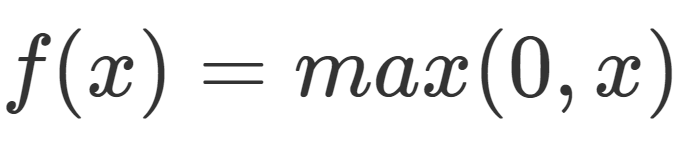 f(x) = max(0, x)